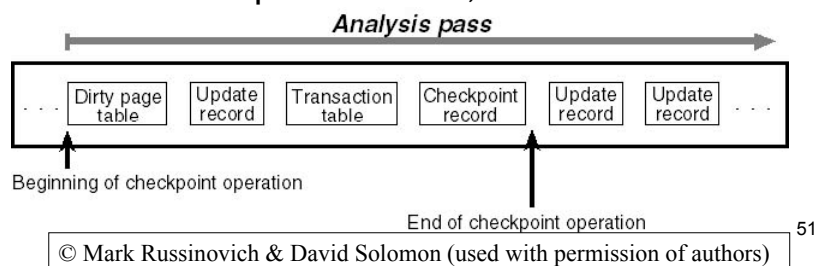 Analysis pass
. . . Dirty page table Update record Transaction table Checkpoint record Update record Update record . . .
Beginning of checkpoint operation
End of checkpoint operation
51
© Mark Russinovich & David Solomon (used with permission of authors)